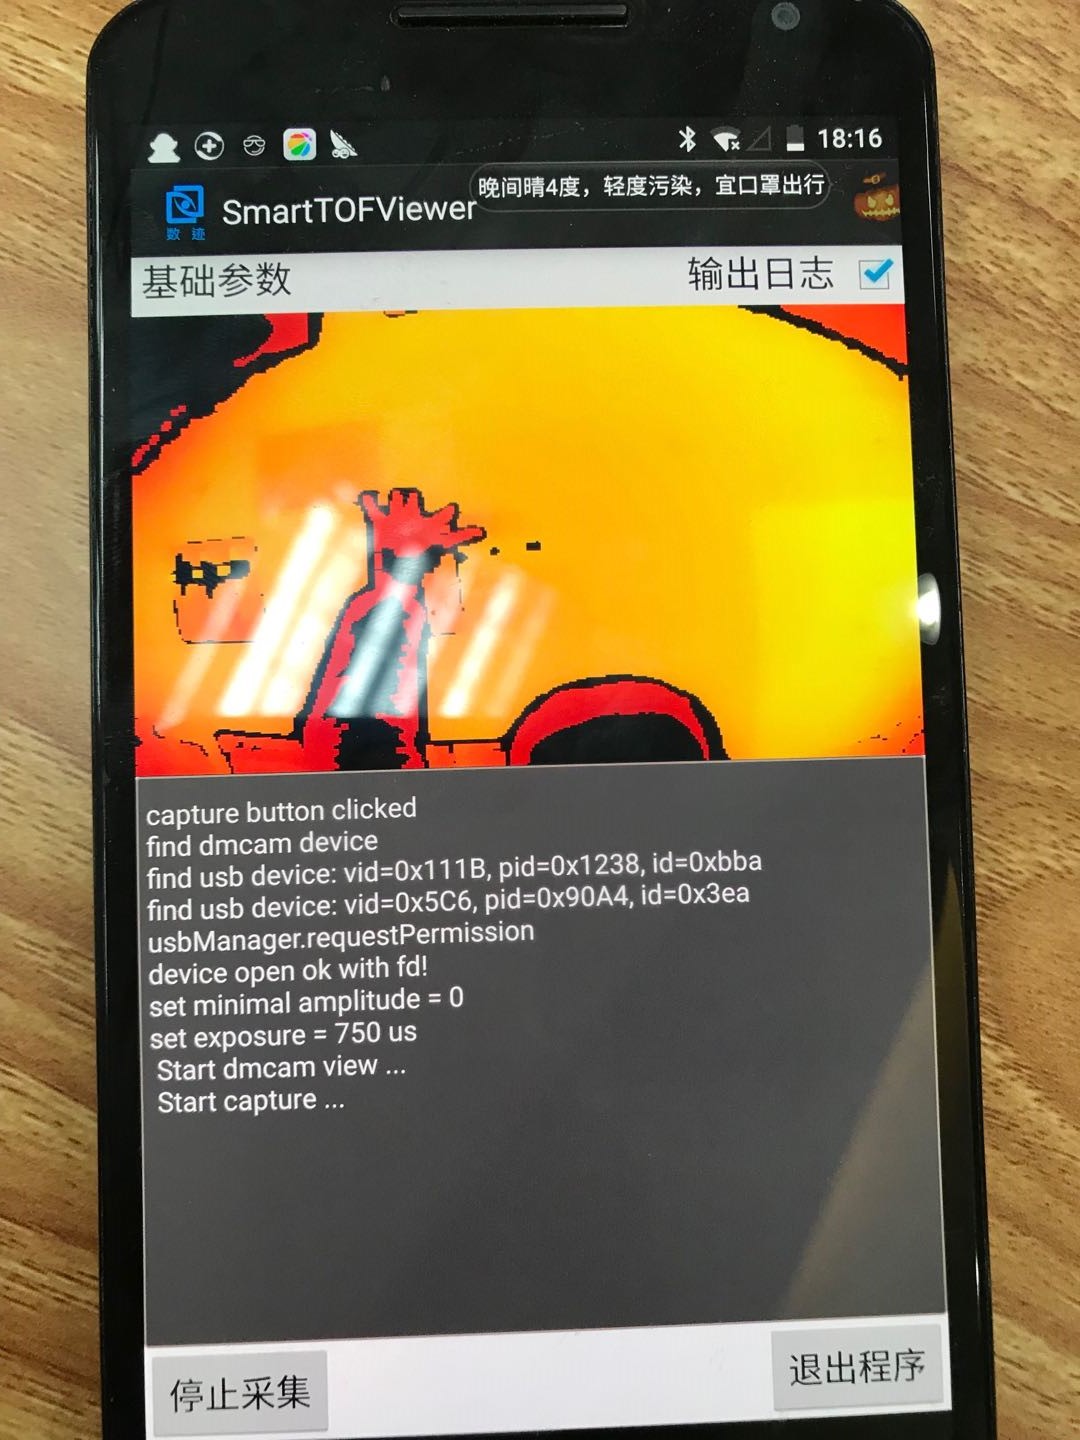 18:16
晚间晴4度，轻度污染，宜口罩出行
SmartTOFViewer
数 迹
基础参数
输出日志
capture button clicked
find dmcam device
find usb device: vid=0x111B, pid=0x1238, id=0xbba
find usb device: vid=0x5C6, pid=0x90A4, id=0x3ea
usbManager.requestPermission
device open ok with fd!
set minimal amplitude = 0
set exposure = 750 us
Start dmcam view ...
Start capture ...
停止采集
退出程序